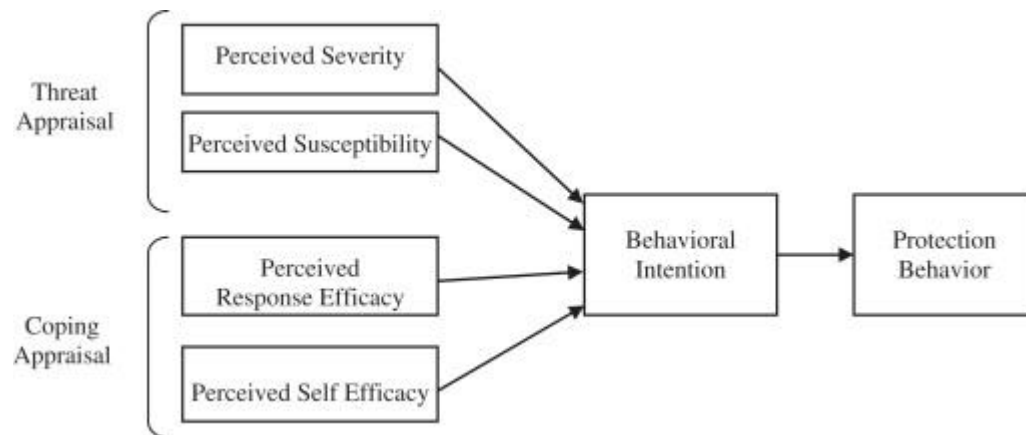 Threat
Appraisal
Perceived Severity
Perceived Susceptibility
Coping
Appraisal
Perceived
Response Efficacy
Perceived Self Efficacy
Behavioral
Intention
Protection
Behavior